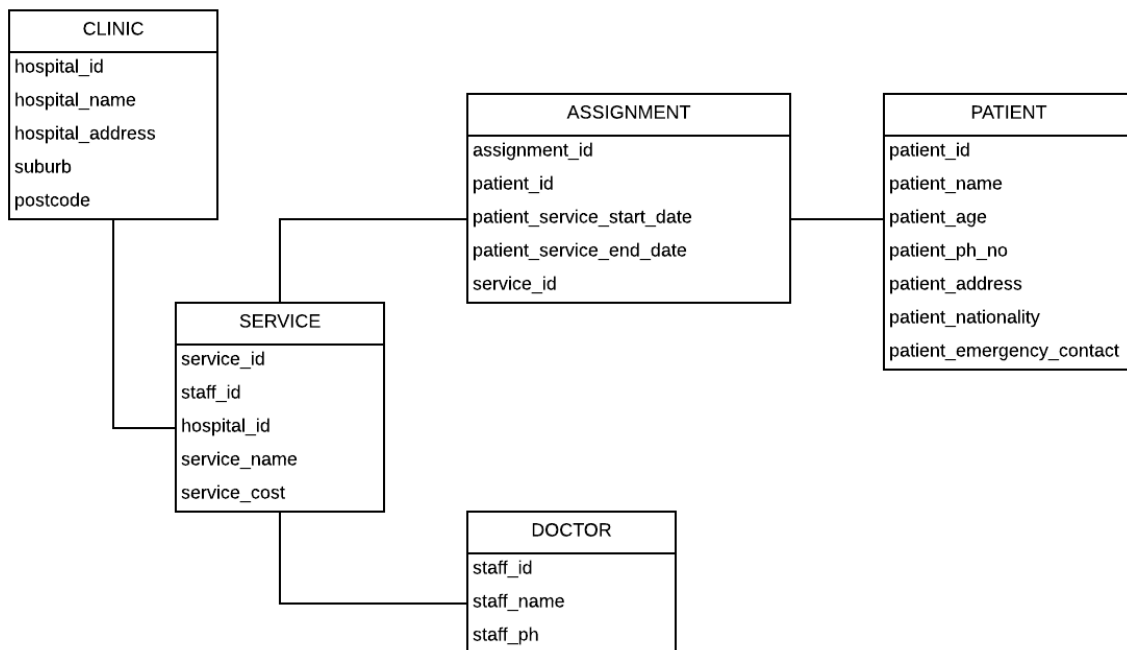 CLINIC
hospital_id
hospital_name
hospital_address
suburb
postcode
ASSIGNMENT
assignment_id
patient_id
patient_service_start_date
patient_service_end_date
service_id
PATIENT
patient_id
patient_name
patient_age
patient_ph_no
patient_address
patient_nationality
patient_emergency_contact
SERVICE
service_id
staff_id
hospital_id
service_name
service_cost
DOCTOR
staff_id
staff_name
staff_ph